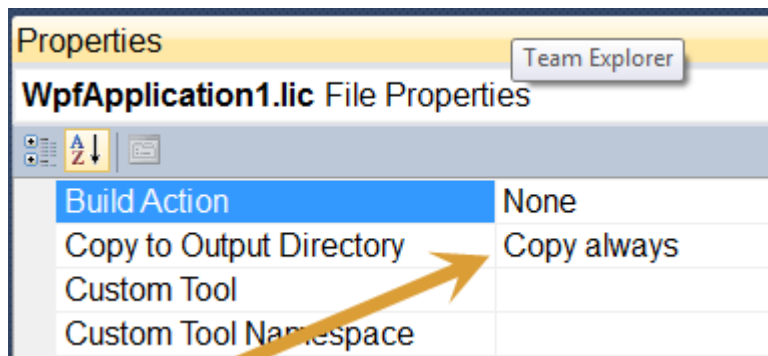 Properties
Team Explorer
WpfApplication1.lic File Properties
A
Z
Build Action None
Copy to Output Directory Copy always
Custom Tool
Custom Tool Namespace